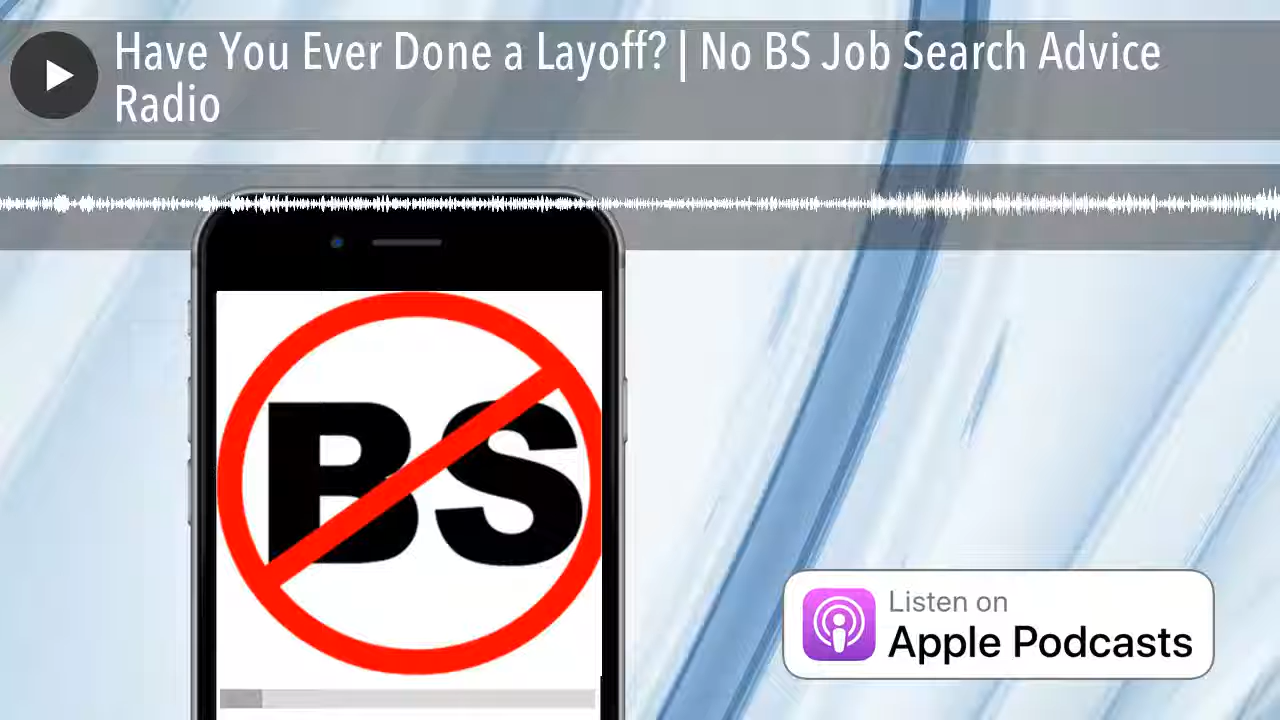 Have You Ever Done a Layoff? | No BS Job Search Advice
Radio
BS
Listen on
Apple Podcasts